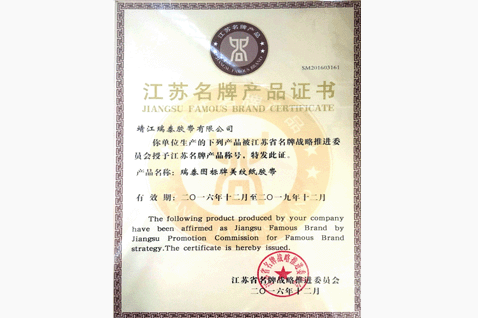 江苏名牌产品
JIANGSU FAMOUS BRAND
SM201603161
江苏名牌产品证书
JIANGSU FAMOUS BRAND CERTIFICATE
靖江瑞泰胶带有限公司
你单位生产的下列产品被江苏省名牌战略推进委
员会授予江苏名牌产品称号，特发此证。
产品名称：瑞泰图标牌美纹纸胶带
有 效 期：二〇一六年十二月至二〇一九年十二月
The following product produced by your company
have been affirmed as Jiangsu Famous Brand by
Jiangsu Promotion Commission for Famous Brand
strategy.The certificate is hereby issued.
江苏省名牌战略推进委员会
二〇一六年十二月